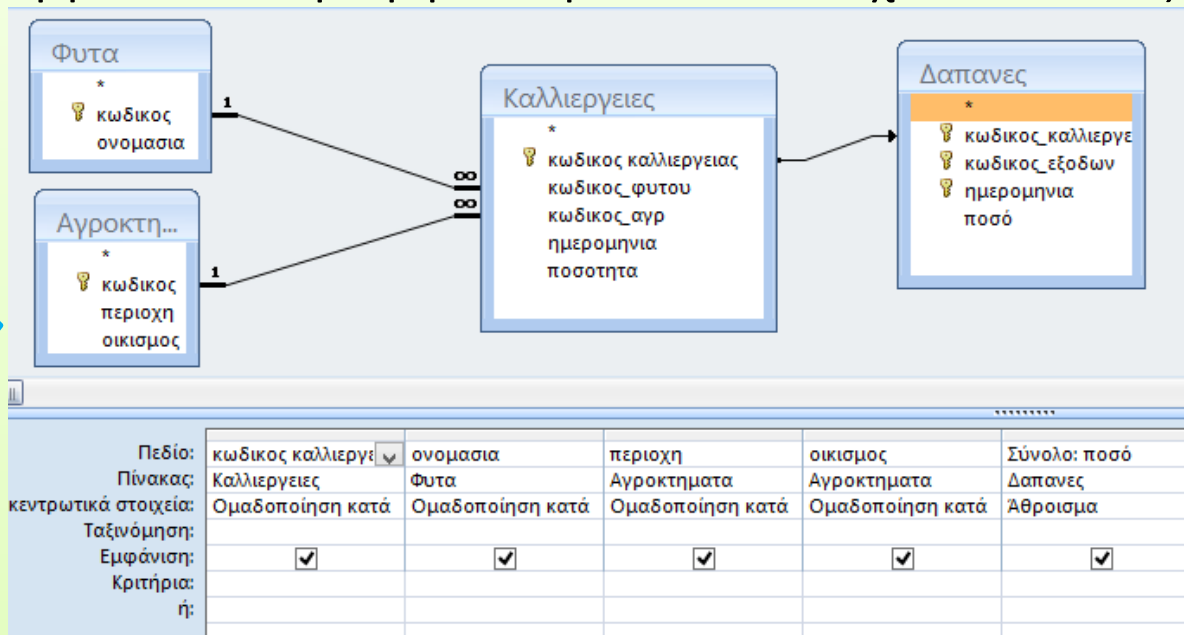 Φυτα
*
κωδικος
ονομασια
1
∞
Αγροκτη...
*
κωδικος
περιοχη
οικισμος
1
∞
Καλλιεργειες
*
κωδικος καλλιεργειας
κωδικος_φυτου
κωδικος_αγρ
ημερομηνια
ποσοτητα
Δαπανες
*
κωδικος_καλλιεργε
κωδικος_εξοδων
ημερομηνια
ποσό
Πεδίο: κωδικος καλλιεργε ονομασια περιοχη οικισμος Σύνολο: ποσό
Πίνακας: Καλλιεργειες Φυτα Αγροκτηματα Αγροκτηματα Δαπανες
κεντρωτικά στοιχεία: Ομαδοποίηση κατά Ομαδοποίηση κατά Ομαδοποίηση κατά Ομαδοποίηση κατά Άθροισμα
Ταξινόμηση:
Εμφάνιση:
Κριτήρια:
ή: